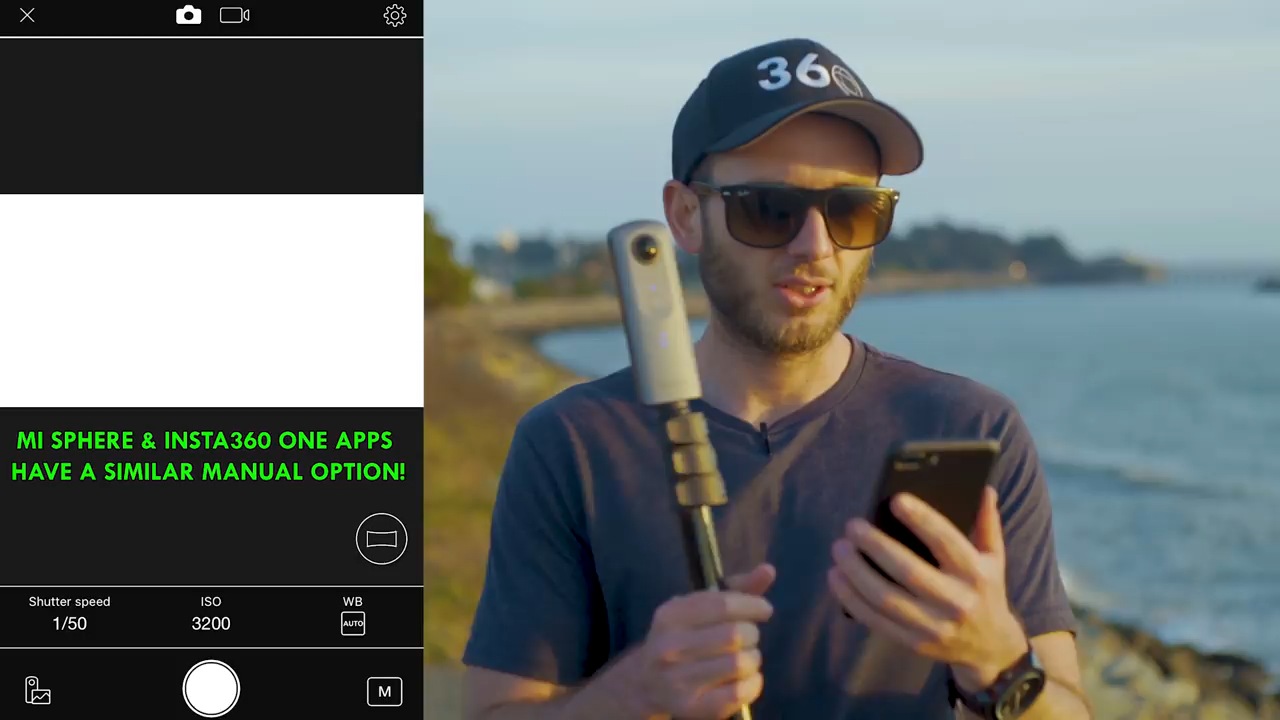 MI SPHERE & INSTA360 ONE APPS
HAVE A SIMILAR MANUAL OPTION!
Shutter speed
1/50
ISO
3200
WB
AUTO
M
360